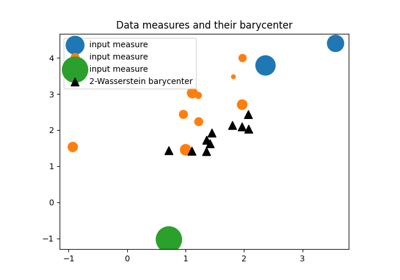 Data measures and their barycenter
input measure
input measure
input measure
2-Wasserstein barycenter
4
3
2
1
0
−1
−1
0
1
2
3